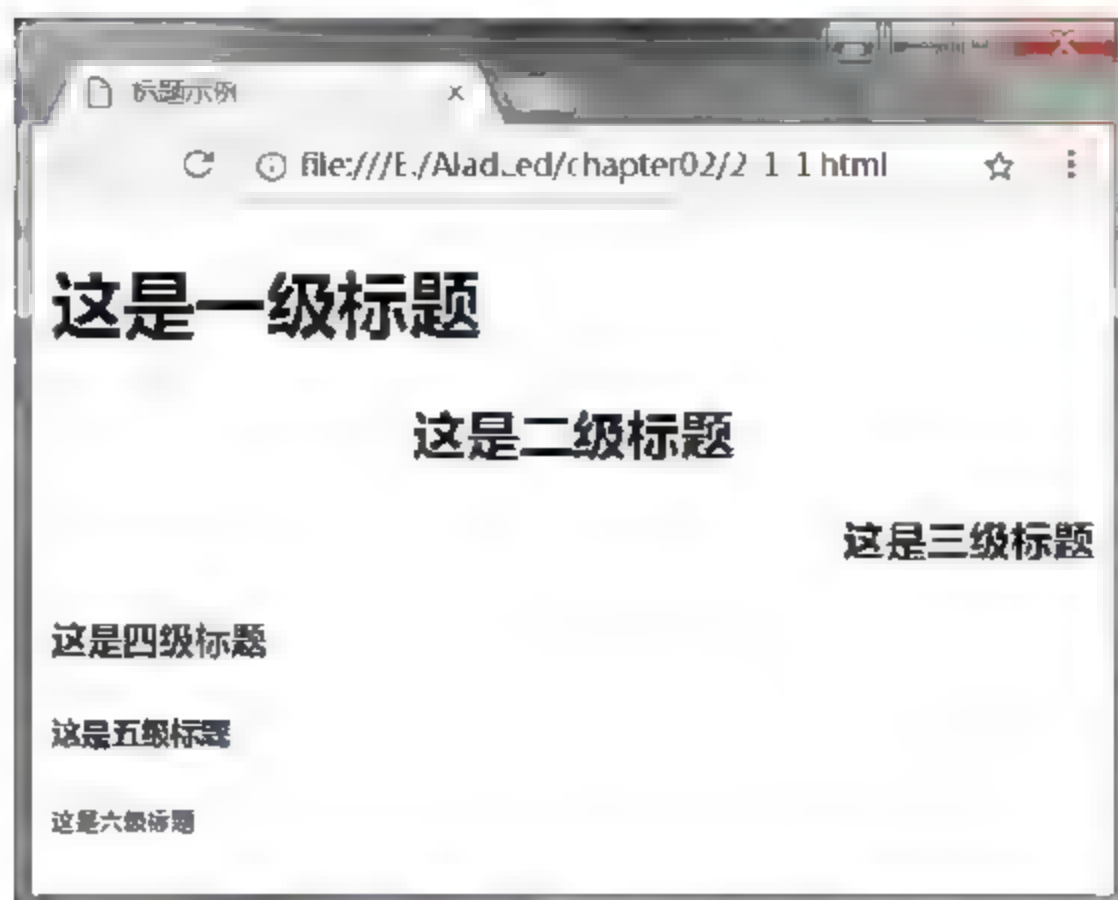 标题示例
file:///E:/
chapter02/2 1 1 html
这是一级标题
这是二级标题
这是三级标题
这是四级标题
这是五级标题
这是六级标题